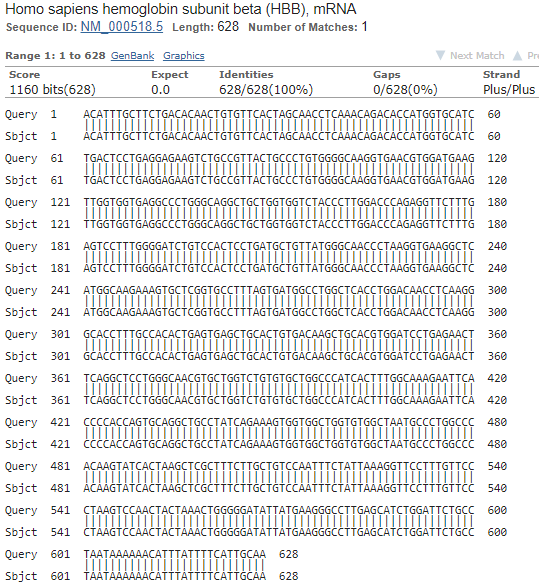 Homo sapiens hemoglobin subunit beta (HBB), mRNA
Sequence ID: NM_000518.5 Length: 628 Number of Matches: 1
Range 1: 1 to 628 GenBank Graphics Next Match
Score Expect Identities Gaps Strand
1160 bits(628) 0.0 628/628(100%) 0/628(0%) Plus/Plus
Query 1 ACATTTGCTTCTGACACAACTGTGTTCACTAGCAACCTCAAACAGACACCATGGTGCATC 60
Sbjct 1 ACATTTGCTTCTGACACAACTGTGTTCACTAGCAACCTCAAACAGACACCATGGTGCATC 60
Query 61 TGACTCCTGAGGAGAAGTCTGCCGTTACTGCCCTGTGGGGCAAGGTGAACGTGGATGAAG 120
Sbjct 61 TGACTCCTGAGGAGAAGTCTGCCGTTACTGCCCTGTGGGGCAAGGTGAACGTGGATGAAG 120
Query 121 TTGGTGGTGAGGCCCTGGGCAGGCTGCTGGTGGTCTACCCTTGGACCCAGAGGTTCTTTG 180
Sbjct 121 TTGGTGGTGAGGCCCTGGGCAGGCTGCTGGTGGTCTACCCTTGGACCCAGAGGTTCTTTG 180
Query 181 AGTCCTTTGGGGATCTGTCCACTCCTGATGCTGTTATGGGCAACCCTAAGGTGAAGGCTC 240
Sbjct 181 AGTCCTTTGGGGATCTGTCCACTCCTGATGCTGTTATGGGCAACCCTAAGGTGAAGGCTC 240
Query 241 ATGGCAAGAAAGTGCTCGGTGCCTTTAGTGATGGCCTGGCTCACCTGGACAACCTCAAGG 300
Sbjct 241 ATGGCAAGAAAGTGCTCGGTGCCTTTAGTGATGGCCTGGCTCACCTGGACAACCTCAAGG 300
Query 301 GCACCTTTGCCACACTGAGTGAGCTGCACTGTGACAAGCTGCACGTGGATCCTGAGAACT 360
Sbjct 301 GCACCTTTGCCACACTGAGTGAGCTGCACTGTGACAAGCTGCACGTGGATCCTGAGAACT 360
Query 361 TCAGGCTCCTGGGCAACGTGCTGGTCTGTGTGCTGGCCCATCACTTTGGCAAAGAATTCA 420
Sbjct 361 TCAGGCTCCTGGGCAACGTGCTGGTCTGTGTGCTGGCCCATCACTTTGGCAAAGAATTCA 420
Query 421 CCCCACCAGTGCAGGCTGCCTATCAGAAAGTGGTGGCTGGTGTGGCTAATGCCCTGGCCC 480
Sbjct 421 CCCCACCAGTGCAGGCTGCCTATCAGAAAGTGGTGGCTGGTGTGGCTAATGCCCTGGCCC 480
Query 481 ACAAGTATCACTAAGCTCGCTTTCTTGCTGTCCAATTTCTATTAAAGGTTCCTTTGTTCC 540
Sbjct 481 ACAAGTATCACTAAGCTCGCTTTCTTGCTGTCCAATTTCTATTAAAGGTTCCTTTGTTCC 540
Query 541 CTAAGTCCAACTACTAAACTGGGGGATATTATGAAGGGCCTTGAGCATCTGGATTCTGCC 600
Sbjct 541 CTAAGTCCAACTACTAAACTGGGGGATATTATGAAGGGCCTTGAGCATCTGGATTCTGCC 600
Query 601 TAATAAAAAACATTTATTTTCATTGCAA 628
Sbjct 601 TAATAAAAAACATTTATTTTCATTGCAA 628